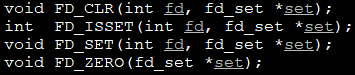 void FD_CLR(int fd, fd_set *set);
int  FD_ISSET(int fd, fd_set *set);
void FD_SET(int fd, fd_set *set);
void FD_ZERO(fd_set *set);